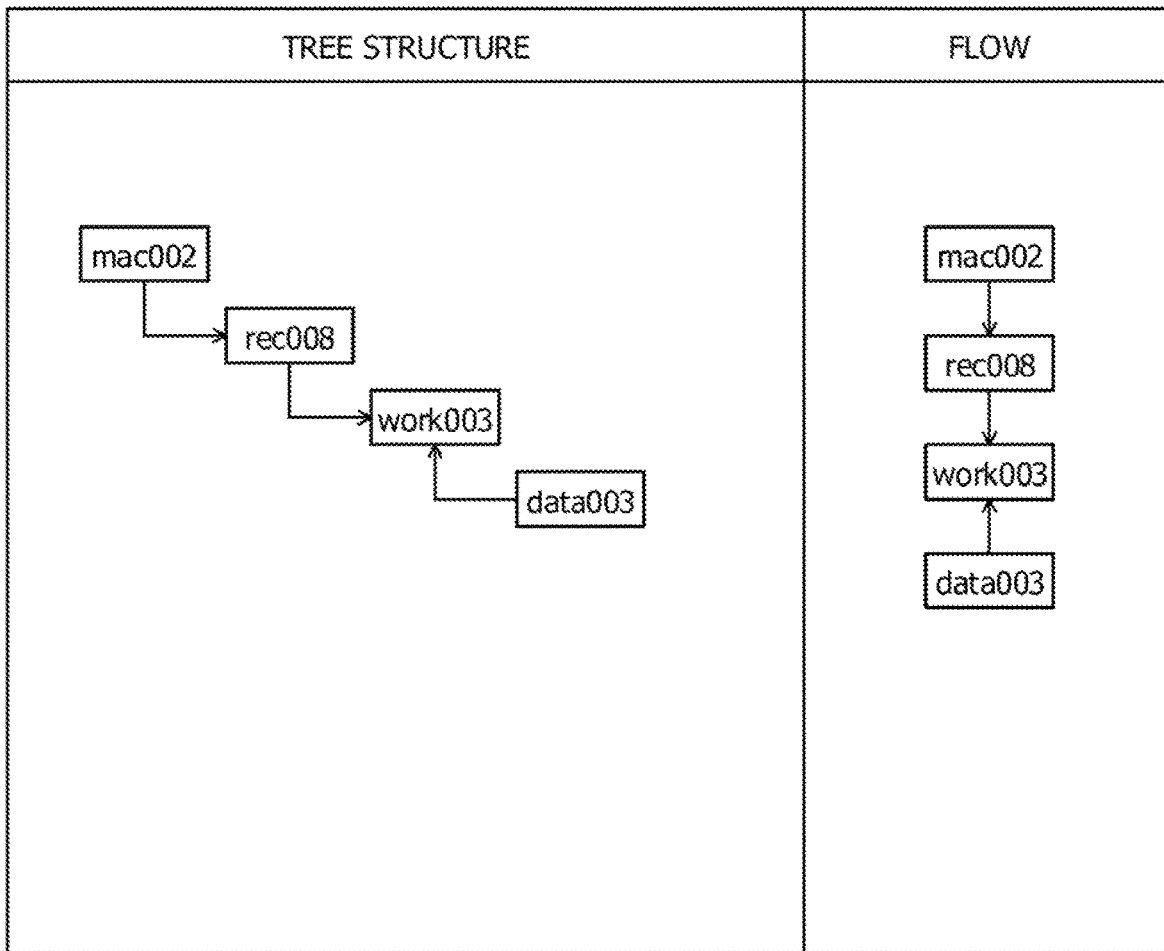 TREE STRUCTURE
FLOW
mac002
rec008
work003
data003
mac002
rec008
work003
data003